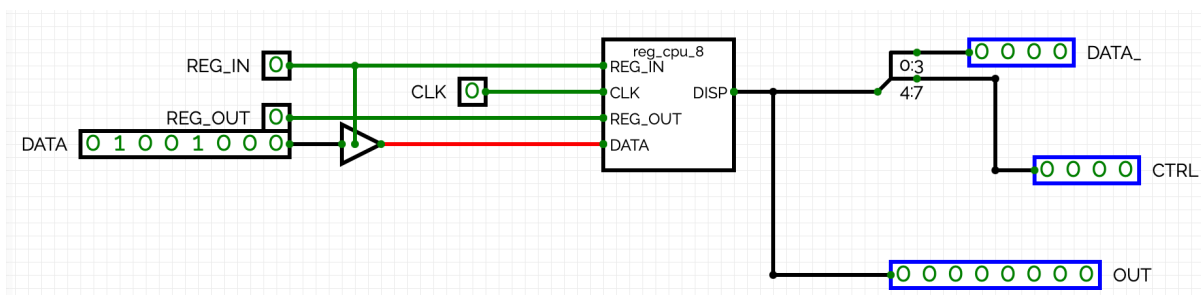 REG_IN 0
REG_OUT 0
DATA 0 1 0 0 1 0 0 0
CLK 0
reg_cpu_8
REG_IN
CLK
REG_OUT
DATA
DISP
0:3
4:7
0 0 0 0 DATA_
0 0 0 0 CTRL
0 0 0 0 0 0 0 0 OUT